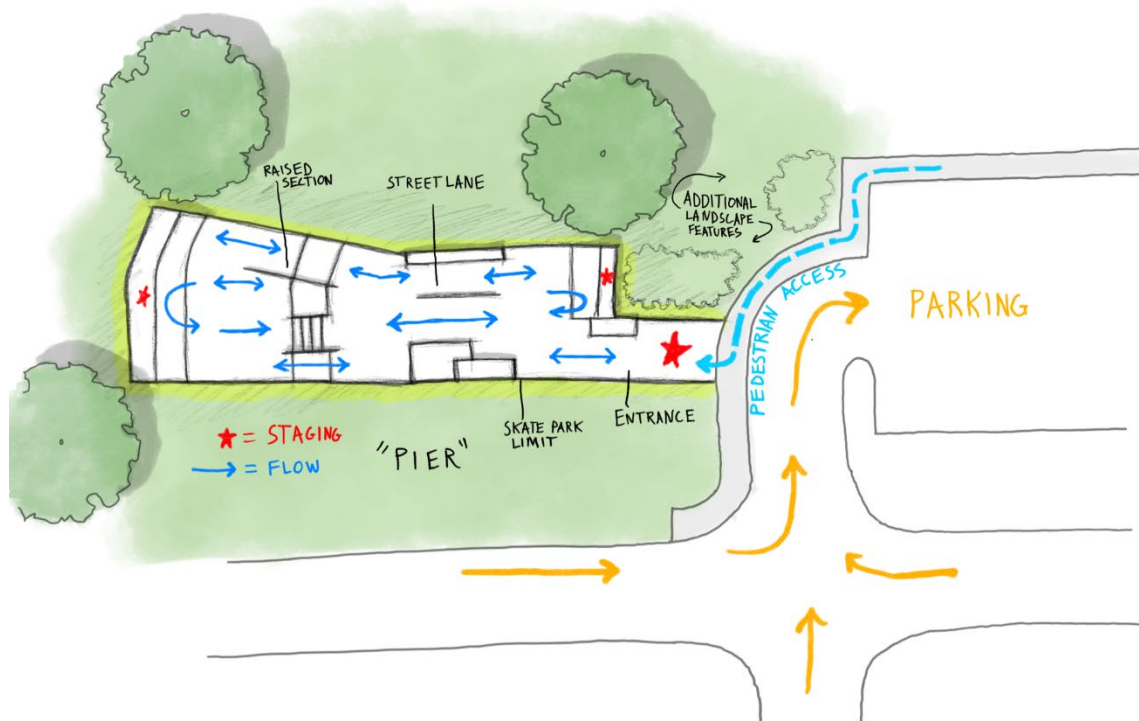 RAISED
SECTION
STREET LANE
ADDITIONAL
LANDSCAPE
FEATURES
PEDESTRIAN ACCESS
PARKING
SKATE PARK
LIMIT
ENTRANCE
★ = STAGING
↔ = FLOW
"PIER"